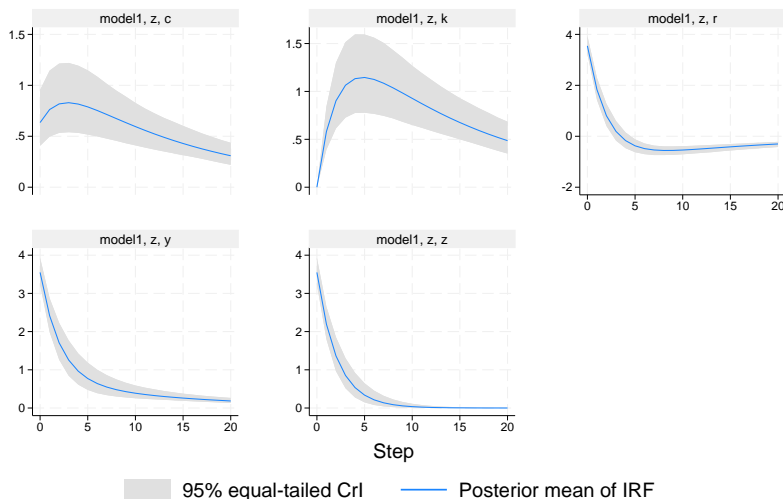 model1, z, c
model1, z, k
model1, z, r
1.5
1
.5
0
1.5
1
.5
0
4
2
0
-2
0 5 10 15 20
model1, z, y
model1, z, z
4
3
2
1
0
0 5 10 15 20
4
3
2
1
0
0 5 10 15 20
Step
95% equal-tailed CrI
Posterior mean of IRF